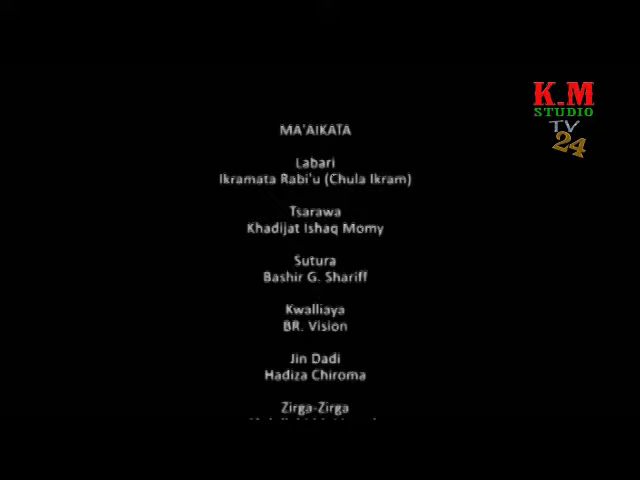 K.M
STUDIO
TV
24
MA'AIKATA
Labari
Ikramata Rabi'u (Chula Ikram)
Tsarawa
Khadijat Ishaq Momy
Sutura
Bashir G. Shariff
Kwalliaya
BR. Vision
Jin Dadi
Hadiza Chiroma
Zirga-Zirga